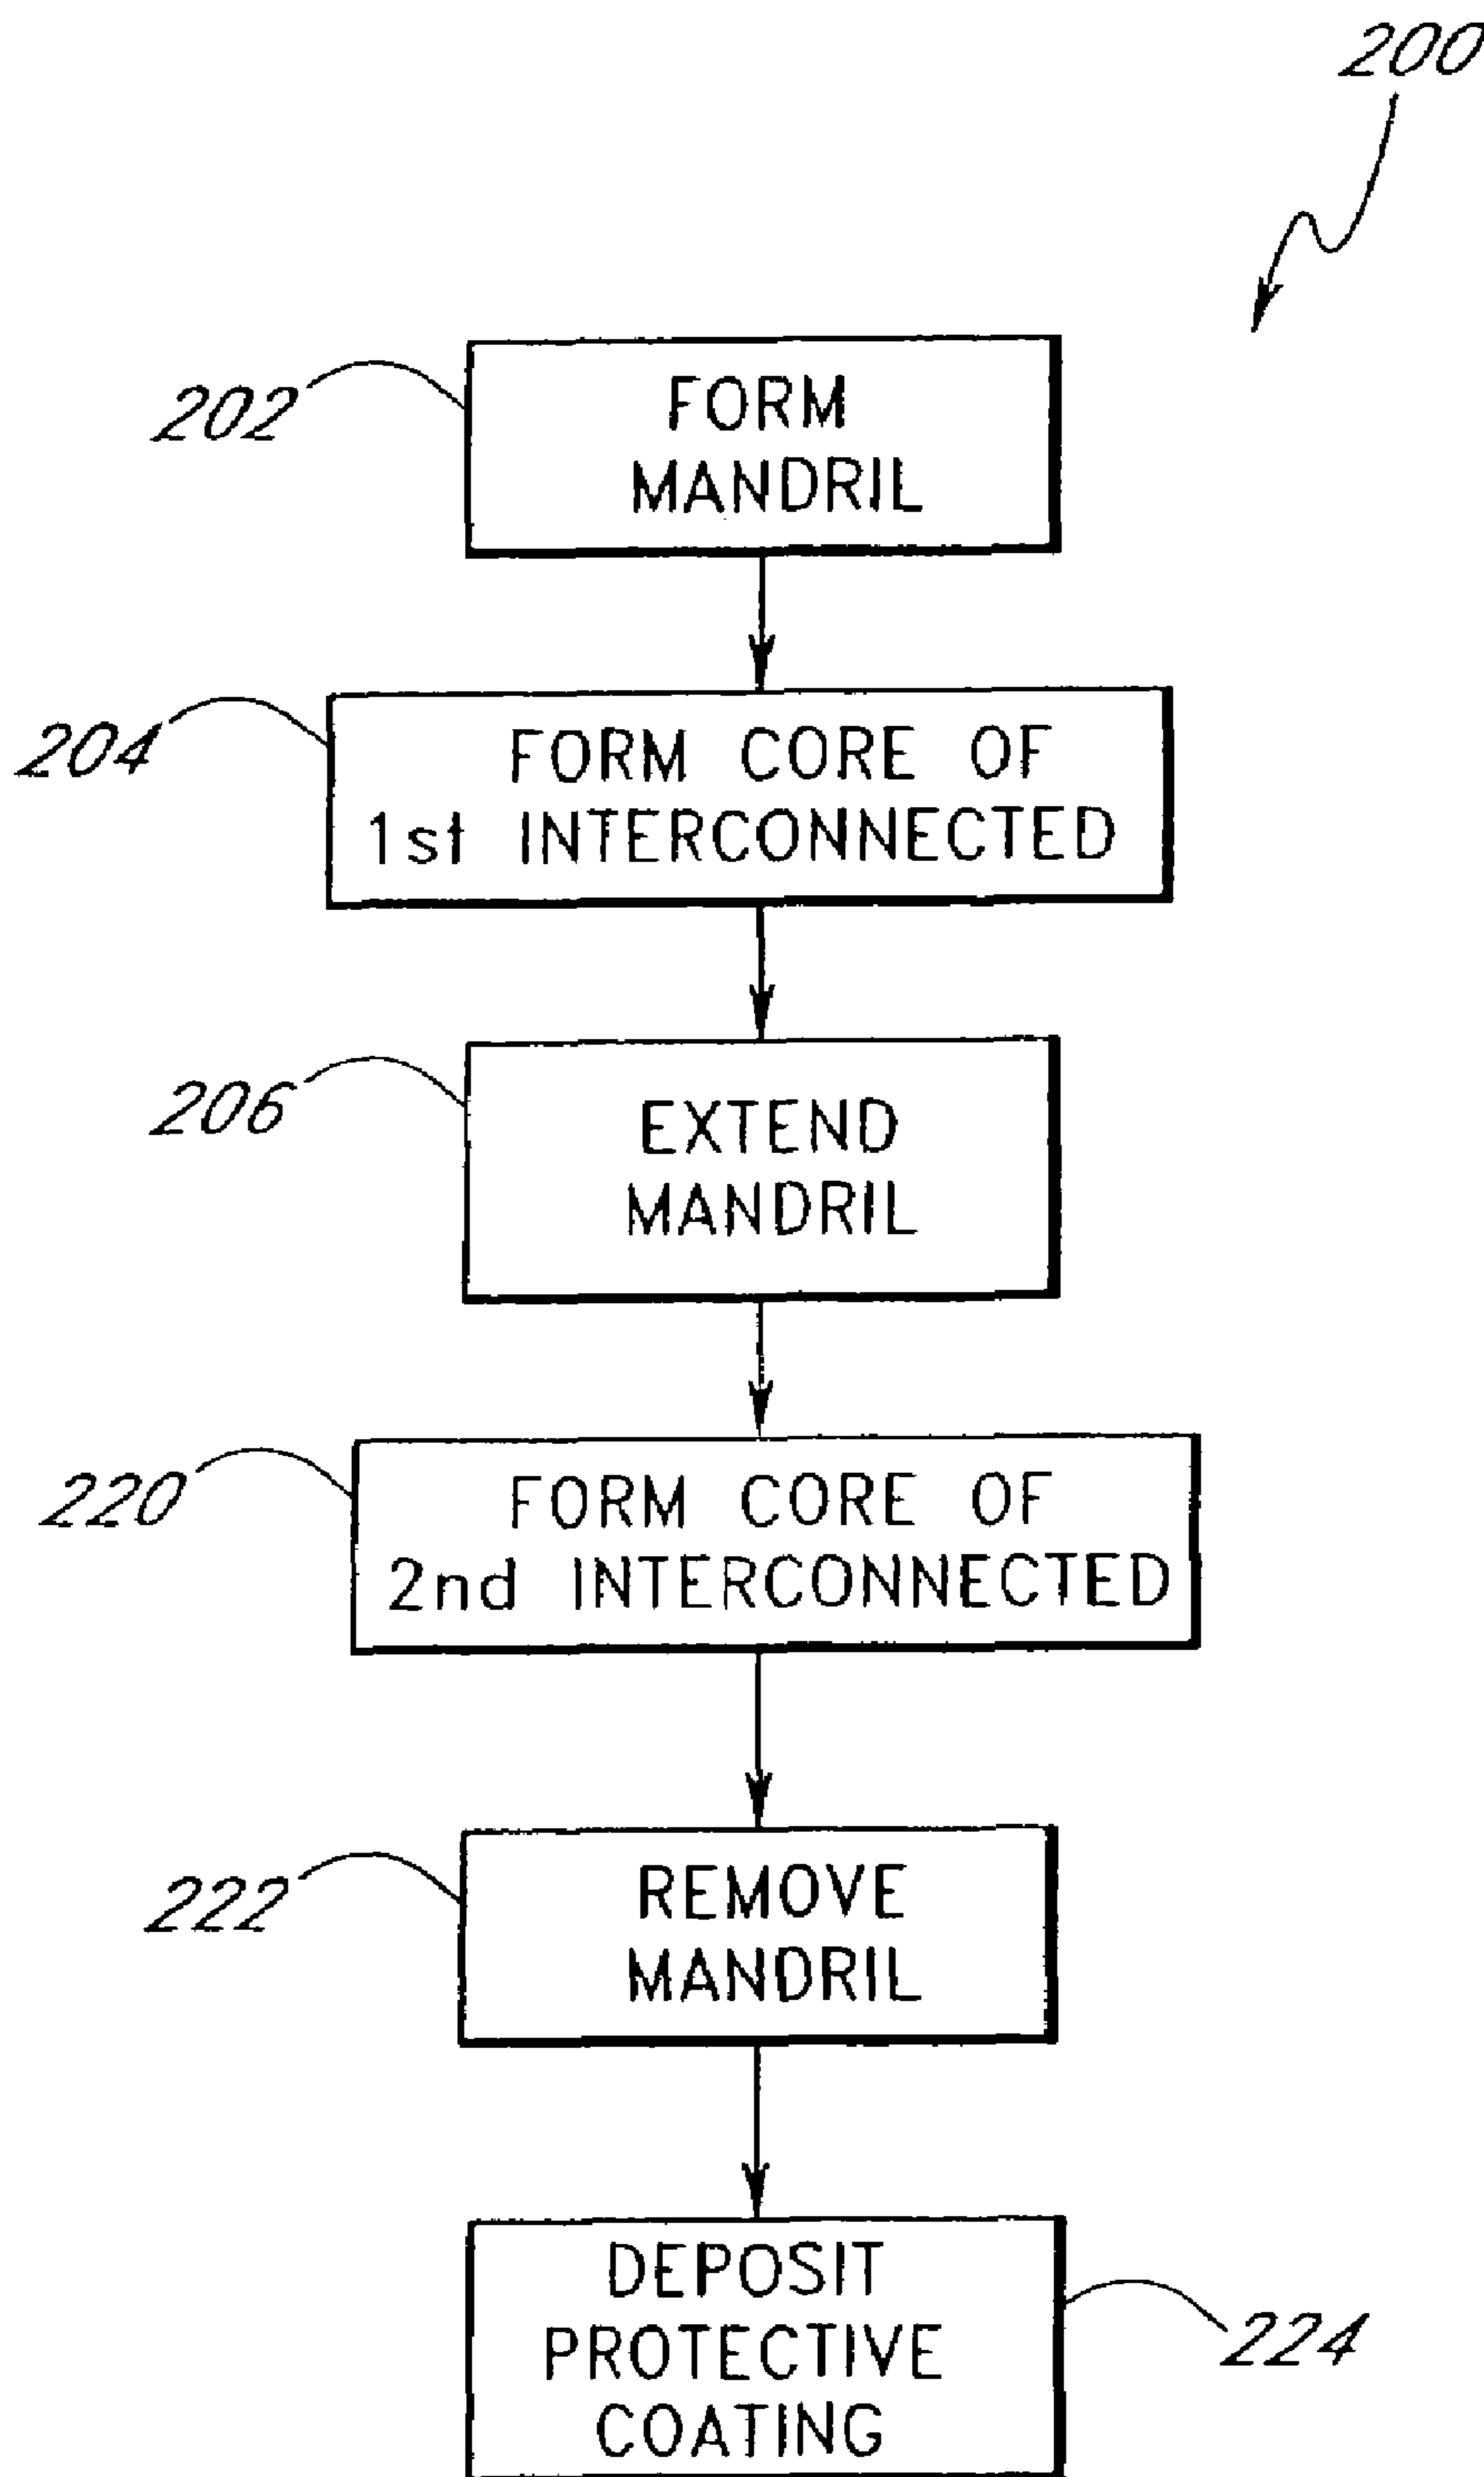 200
202
FORM
MANDRIL
204
FORM CORE OF
1st INTERCONNECTED
206
EXTEND
MANDRIL
220
FORM CORE OF
2nd INTERCONNECTED
222
REMOVE
MANDRIL
DEPOSIT
PROTECTIVE
COATING
224